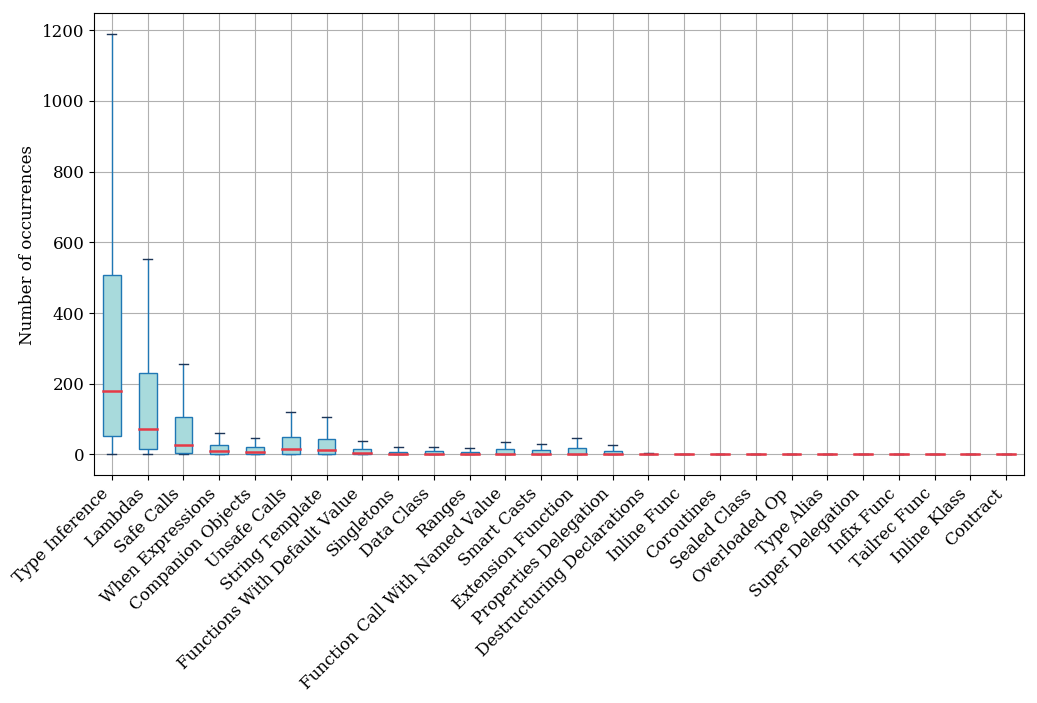 1200
1000
800
600
400
200
0
Number of occurrences
Type Inference
Lambdas
Safe Calls
When Expressions
Companion Objects
Unsafe Calls
String Template
Functions With Default Value
Singletons
Data Class
Ranges
Function Call With Named Value
Smart Casts
Extension Function
Properties Delegation
Destructuring Declarations
Inline Func
Coroutines
Sealed Class
Overloaded Op
Type Alias
Super Delegation
Infix Func
Tailrec Func
Inline Klass
Contract